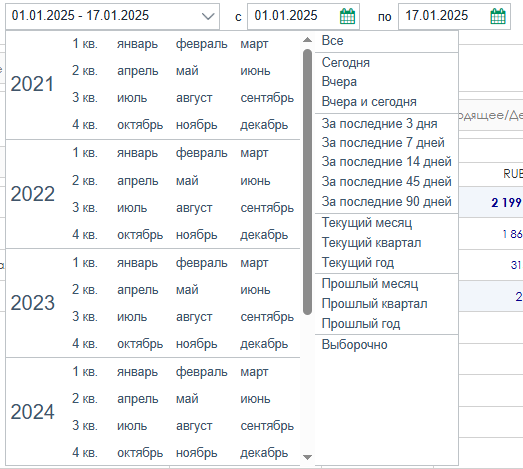 01.01.2025 - 17.01.2025 с 01.01.2025 по 17.01.2025
2021
1 кв. январь февраль март
2 кв. апрель май июнь
3 кв. июль август сентябрь
4 кв. октябрь ноябрь декабрь
2022
1 кв. январь февраль март
2 кв. апрель май июнь
3 кв. июль август сентябрь
4 кв. октябрь ноябрь декабрь
2023
1 кв. январь февраль март
2 кв. апрель май июнь
3 кв. июль август сентябрь
4 кв. октябрь ноябрь декабрь
2024
1 кв. январь февраль март
2 кв. апрель май июнь
3 кв. июль август сентябрь
4 кв. октябрь ноябрь декабрь
Все
Сегодня
Вчера
Вчера и сегодня
За последние 3 дня
За последние 7 дней
За последние 14 дней
За последние 45 дней
За последние 90 дней
Текущий месяц
Текущий квартал
Текущий год
Прошлый месяц
Прошлый квартал
Прошлый год
Выборочно
одящее/Де
RUB
2 199
1 86
31
2